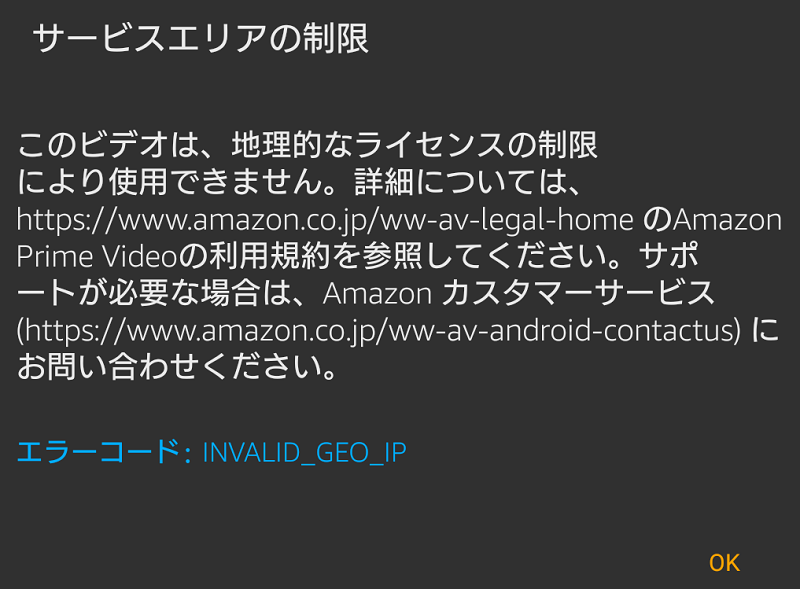 サービスエリアの制限
このビデオは、地理的なライセンスの制限
により使用できません。詳細については、
https://www.amazon.co.jp/ww-av-legal-home のAmazon
Prime Videoの利用規約を参照してください。サポ
ートが必要な場合は、Amazon カスタマーサービス
(https://www.amazon.co.jp/ww-av-android-contactus) に
お問い合わせください。
エラーコード: INVALID_GEO_IP
OK